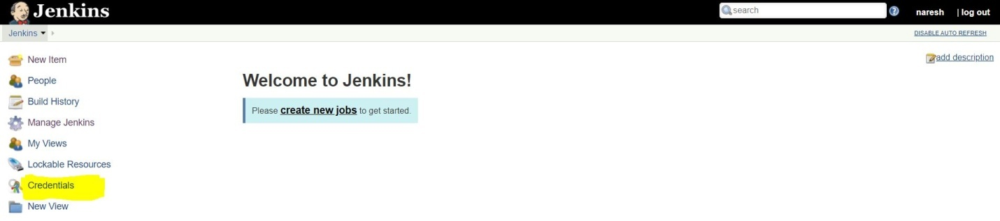 Jenkins
search
naresh
| log out
Jenkins
DISABLE AUTO REFRESH
add description
New Item
People
Build History
Manage Jenkins
My Views
Lockable Resources
Credentials
New View
Welcome to Jenkins!
Please create new jobs to get started.